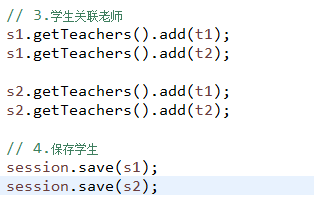 // 3.学生关联老师
s1.getTeachers().add(t1);
s1.getTeachers().add(t2);
s2.getTeachers().add(t1);
s2.getTeachers().add(t2);
// 4.保存学生
session.save(s1);
session.save(s2);